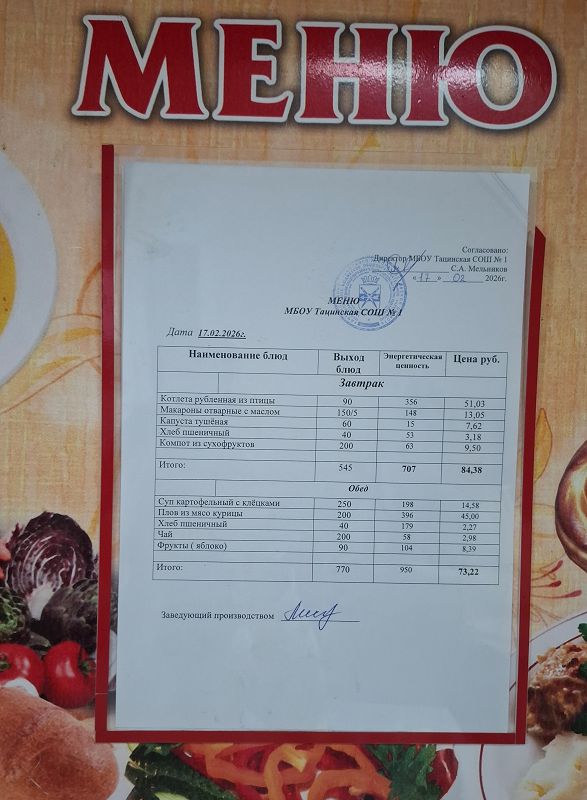 МЕНЮ
Согласовано:
Директор МБОУ Тацинская СОШ № 1
С.А. Мельников
« 17 » 02 2026г.
МЕНЮ
МБОУ Тацинская СОШ № 1
Дата 17.02.2026г.
Наименование блюд Выход блюд Энергетическая ценность Цена руб.
Завтрак
Котлета рубленная из птицы 90 356 51,03
Макароны отварные с маслом 150/5 148 13,05
Капуста тушёная 60 15 7,62
Хлеб пшеничный 40 53 3,18
Компот из сухофруктов 200 63 9,50
Итого: 545 707 84,38
Обед
Суп картофельный с клёцками 250 198 14,58
Плов из мясо курицы 200 396 45,00
Хлеб пшеничный 40 179 2,27
Чай 200 58 2,98
Фрукты ( яблоко) 90 104 8,39
Итого: 770 950 73,22
Заведующий производством